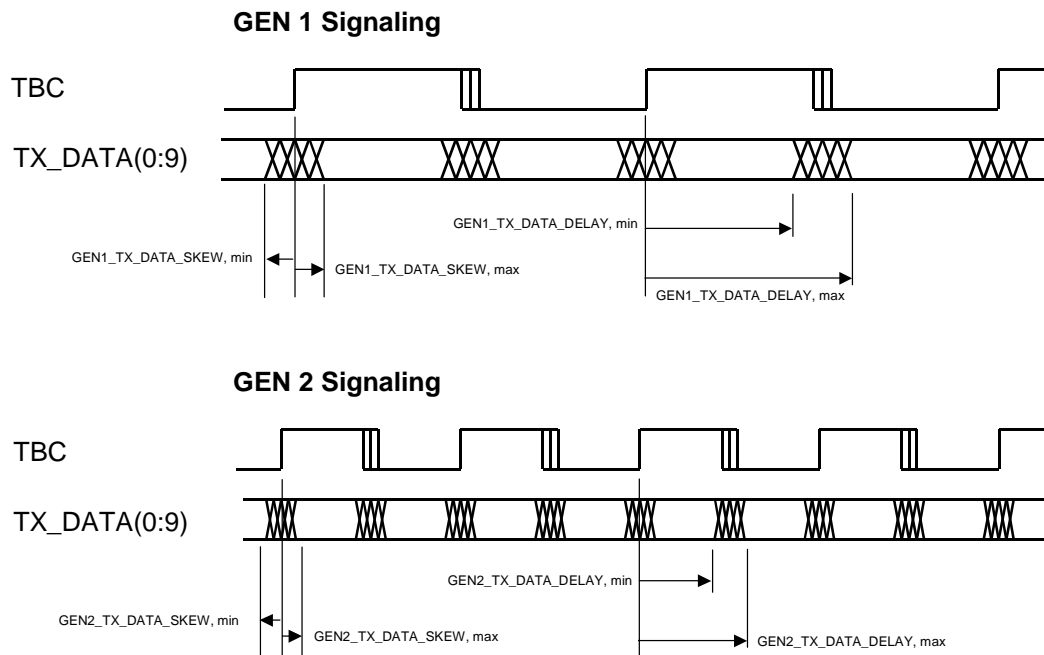 GEN 1 Signaling
TBC
TX_DATA(0:9)
GEN1_TX_DATA_DELAY, min
GEN1_TX_DATA_SKEW, min
GEN1_TX_DATA_SKEW, max
GEN1_TX_DATA_DELAY, max
GEN 2 Signaling
TBC
TX_DATA(0:9)
GEN2_TX_DATA_DELAY, min
GEN2_TX_DATA_SKEW, min
GEN2_TX_DATA_SKEW, max
GEN2_TX_DATA_DELAY, max